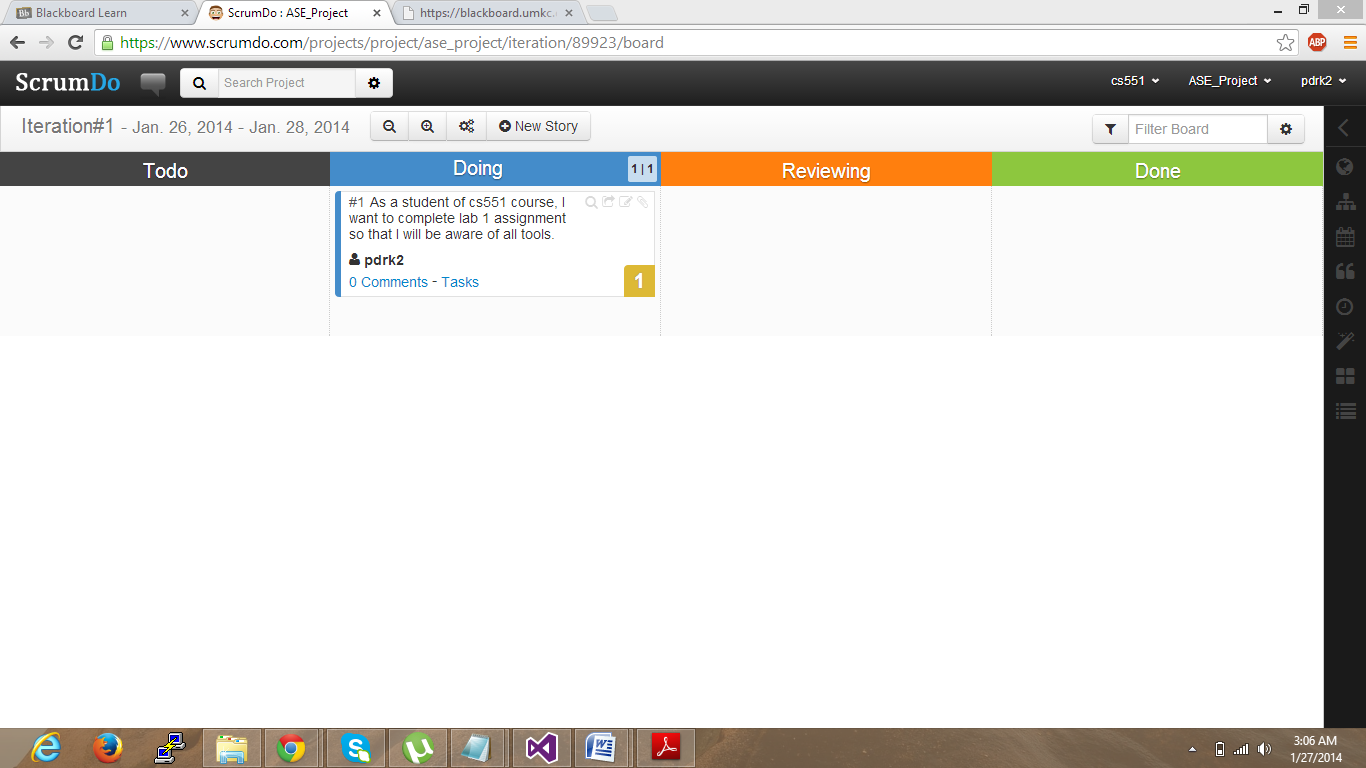 Blackboard Learn
ScrumDo : ASE_Project
https://blackboard.umkc.
https://www.scrumdo.com/projects/project/ase_project/iteration/89923/board
ABP
ScrumDo
Search Project
cs551
ASE_Project
pdrk2
Iteration#1 - Jan. 26, 2014 - Jan. 28, 2014
New Story
Filter Board
Todo
Doing
1 | 1
Reviewing
Done
#1 As a student of cs551 course, I
want to complete lab 1 assignment
so that I will be aware of all tools.
pdrk2
0 Comments - Tasks
1
3:06 AM
1/27/2014